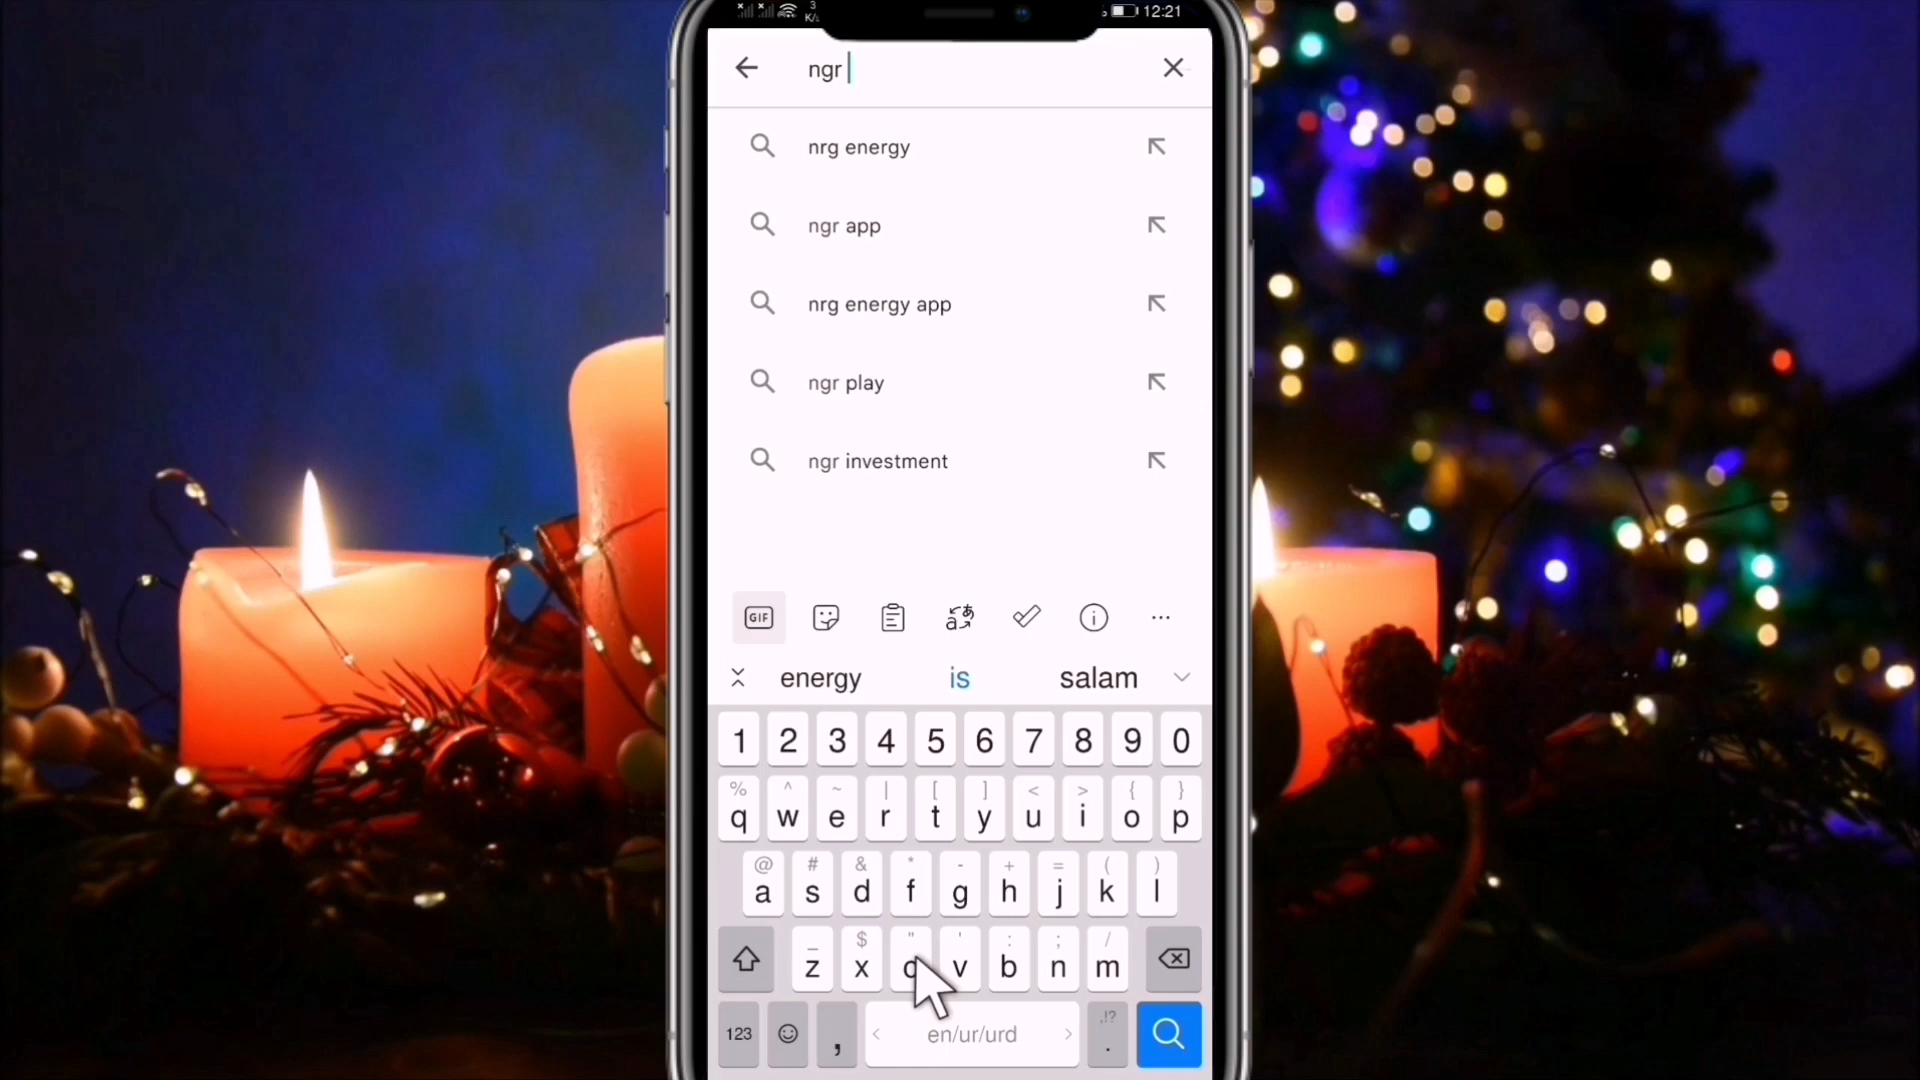 3
K/s
12:21
ngr
nrg energy
ngr app
nrg energy app
ngr play
ngr investment
GIF
energy is salam
1 2 3 4 5 6 7 8 9 0
% ^ ~ | [ ] < > { }
q w e r t y u i o p
@ # & * - + = ( )
a s d f g h j k l
_ $ " ' : ; /
z x c v b n m
123 , < en/ur/urd > ,!? .